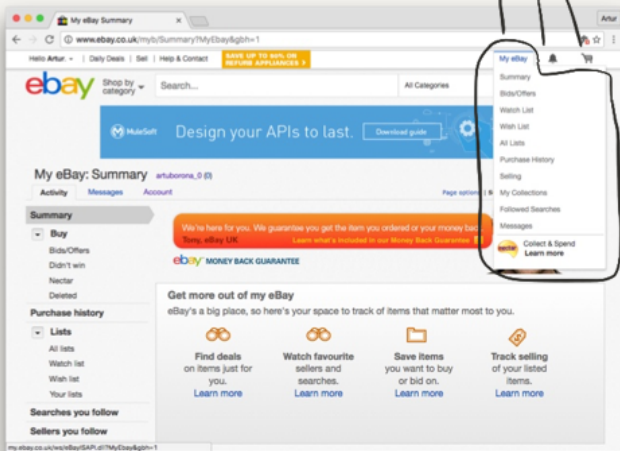 My eBay Summary
Artur
www.ebay.co.uk/myb/Summary?MyEbay&gbh=1
Hello Artur. | Daily Deals | Sell | Help & Contact
SAVE UP TO 50% ON
REFURB APPLIANCES >
My eBay
ebay
Shop by
category
Search...
All Categories
MuleSoft
Design your APIs to last.
Download guide
My eBay: Summary artuborona_0 (0)
Activity Messages Account
Page options |
Summary
Buy
Bids/Offers
Didn't win
Nectar
Deleted
Purchase history
Lists
All lists
Watch list
Wish list
Your lists
Searches you follow
Sellers you follow
We're here for you. We guarantee you get the item you ordered or your money back.
Tony, eBay UK
Learn what's included in our Money Back Guarantee
ebay MONEY BACK GUARANTEE
Get more out of my eBay
eBay's a big place, so here's your space to track of items that matter most to you.
Find deals
on items just for
you.
Learn more
Watch favourite
sellers and
searches.
Learn more
Save items
you want to buy
or bid on.
Learn more
Track selling
of your listed
items.
Learn more
Summary
Bids/Offers
Watch List
Wish List
All Lists
Purchase History
Selling
My Collections
Followed Searches
Messages
nectar
Collect & Spend
Learn more
my.ebay.co.uk/ws/eBayISAPI.dll?MyEbay&gbh=1